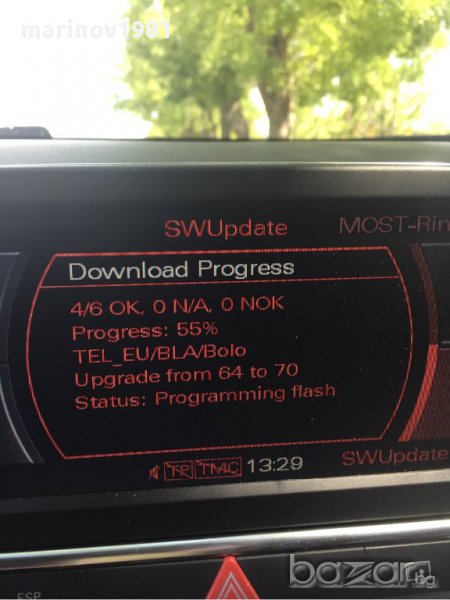 marinov1981
SWUpdate
MOST-Rin
Download Progress
4/6 OK, 0 N/A, 0 NOK
Progress: 55%
TEL_EU/BLA/Bolo
Upgrade from 64 to 70
Status: Programming flash
TP TMC 13:29
SWUpdate
ESP
bazar.bg